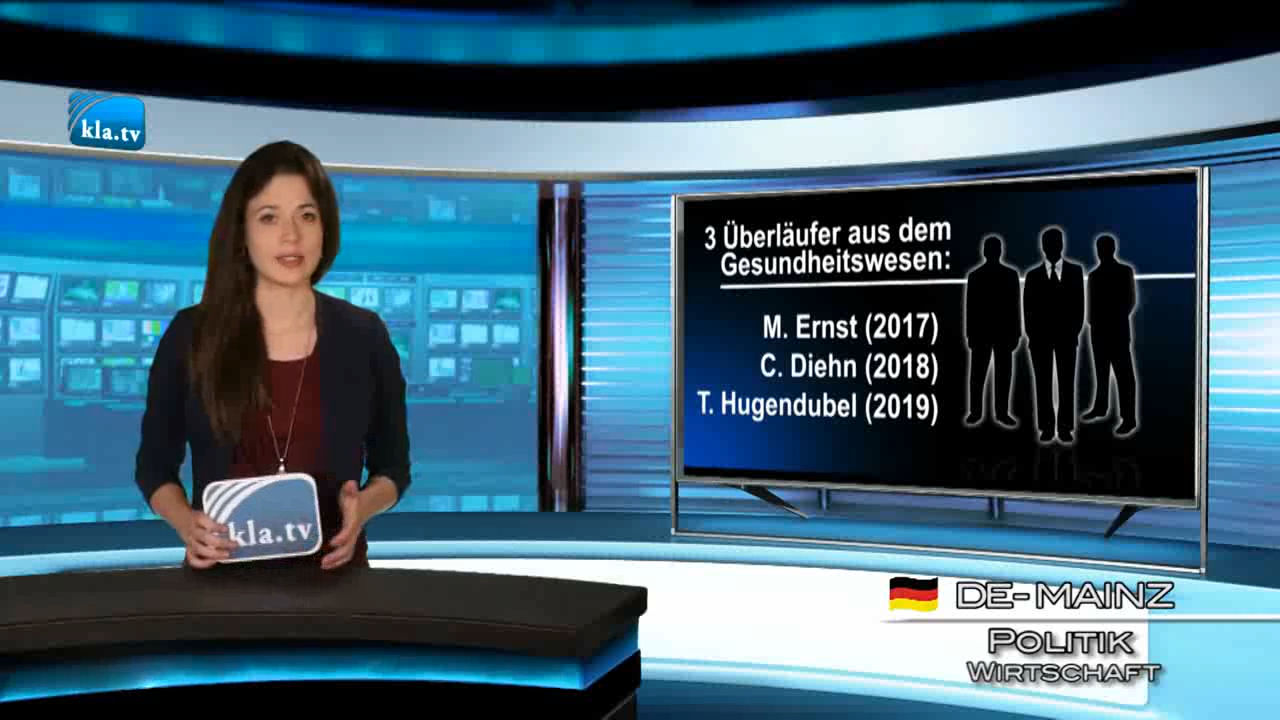 kla.tv
3 Überläufer aus dem
Gesundheitswesen:
M. Ernst (2017)
C. Diehn (2018)
T. Hugendubel (2019)
kla.tv
DE-MAINZ
POLITIK
WIRTSCHAFT